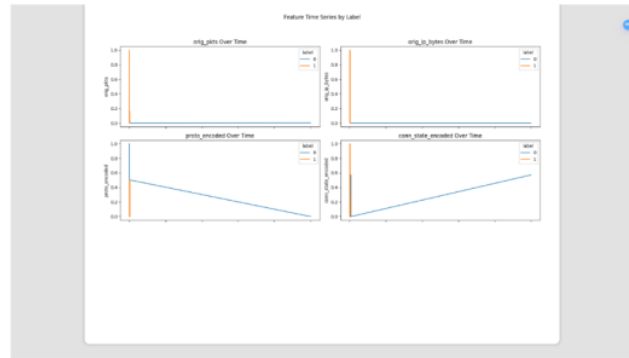 Feature Time Series by Label
orig_pkts Over Time
orig_ip_bytes Over Time
label
0
1
label
0
1
orig_pkts
orig_ip_bytes
1.0
0.8
0.6
0.4
0.2
0.0
1.0
0.8
0.6
0.4
0.2
0.0
proto_encoded Over Time
conn_state_encoded Over Time
label
0
1
label
0
1
proto_encoded
conn_state_encoded
1.0
0.8
0.6
0.4
0.2
0.0
1.0
0.8
0.6
0.4
0.2
0.0